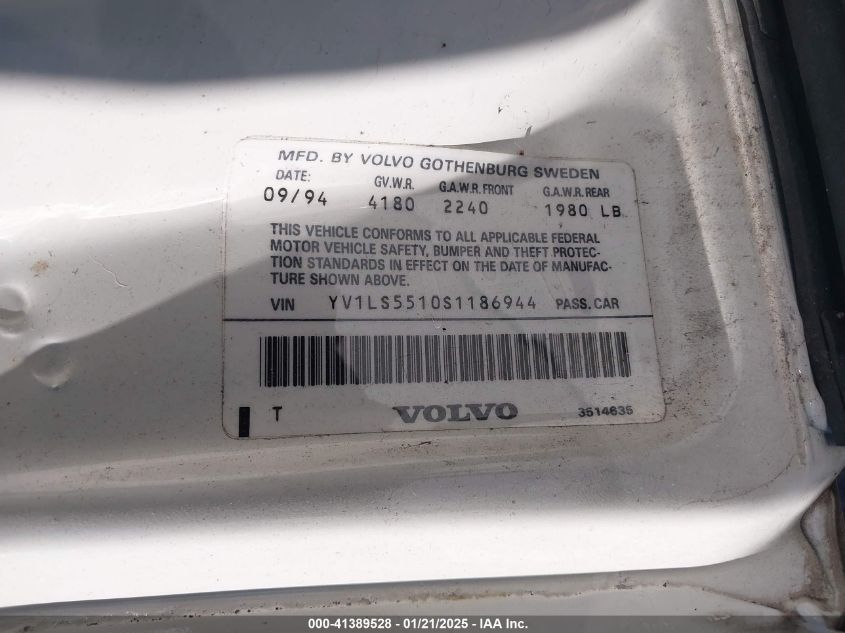 MFD. BY VOLVO GOTHENBURG SWEDEN
DATE: GV.W.R. G.A.W.R. FRONT G.A.W.R. REAR
09/94 4180 2240 1980 LB
THIS VEHICLE CONFORMS TO ALL APPLICABLE FEDERAL
MOTOR VEHICLE SAFETY, BUMPER AND THEFT PROTEC-
TION STANDARDS IN EFFECT ON THE DATE OF MANUFAC-
TURE SHOWN ABOVE.
VIN YV1LS5510S1186944 PASS. CAR
T VOLVO 3514635
000-41389528 - 01/21/2025 - IAA Inc.